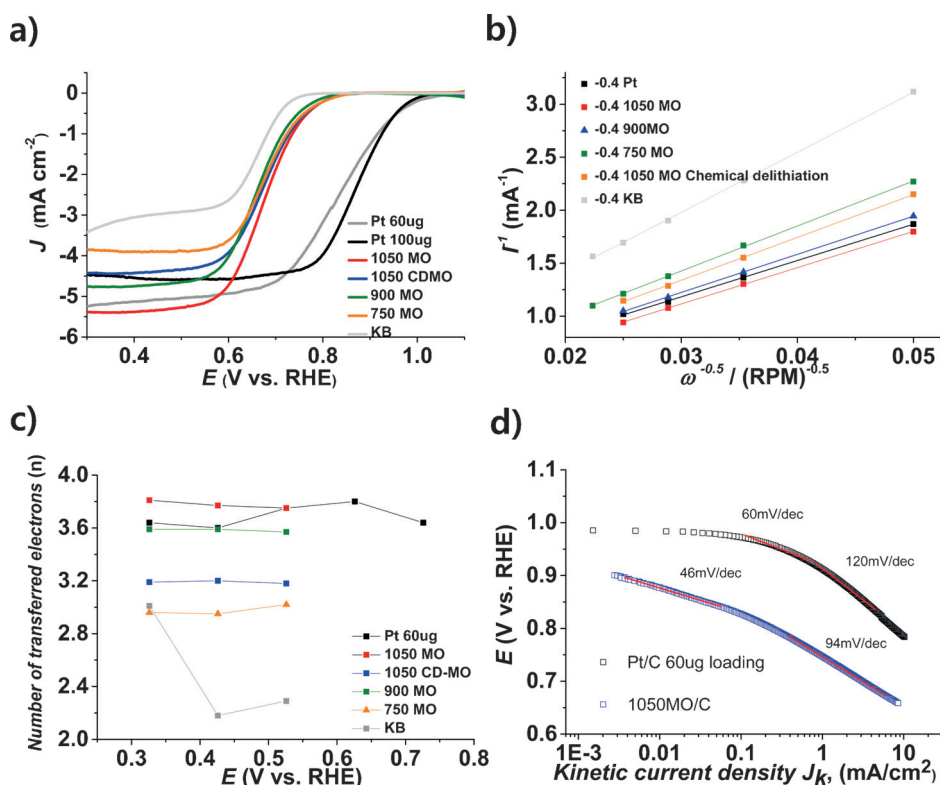 a)
0
-1
-2
-3
-4
-5
-6
J (mA cm-2)
0.4
0.6
0.8
1.0
E (V vs. RHE)
Pt 60ug
Pt 100ug
1050 MO
1050 CDMO
900 MO
750 MO
KB
b)
3.0
2.5
2.0
1.5
1.0
I-1 (mA-1)
0.02
0.03
0.04
0.05
ω-0.5 / (RPM)-0.5
-0.4 Pt
-0.4 1050 MO
-0.4 900MO
-0.4 750 MO
-0.4 1050 MO Chemical delithiation
-0.4 KB
c)
4.0
3.6
3.2
2.8
2.4
2.0
Number of transferred electrons (n)
0.2
0.3
0.4
0.5
0.6
0.7
0.8
E (V vs. RHE)
Pt 60ug
1050 MO
1050 CD-MO
900 MO
750 MO
KB
d)
1.1
1.0
0.9
0.8
0.7
0.6
E (V vs. RHE)
60mV/dec
46mV/dec
120mV/dec
94mV/dec
Pt/C 60ug loading
1050MO/C
1E-3
0.01
0.1
1
10
Kinetic current density Jk, (mA/cm2)